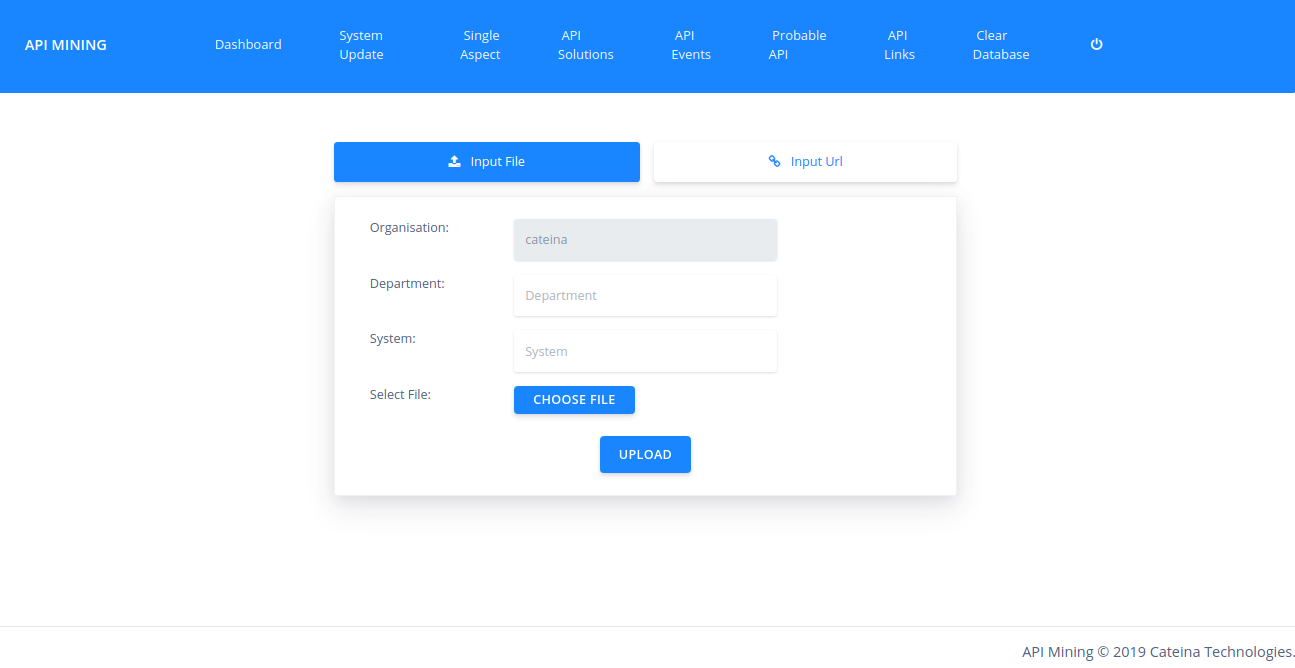 API MINING
Dashboard
System
Update
Single
Aspect
API
Solutions
API
Events
Probable
API
API
Links
Clear
Database
Input File
Input Url
Organisation:
cateina
Department:
Department
System:
System
Select File:
CHOOSE FILE
UPLOAD
API Mining © 2019 Cateina Technologies.